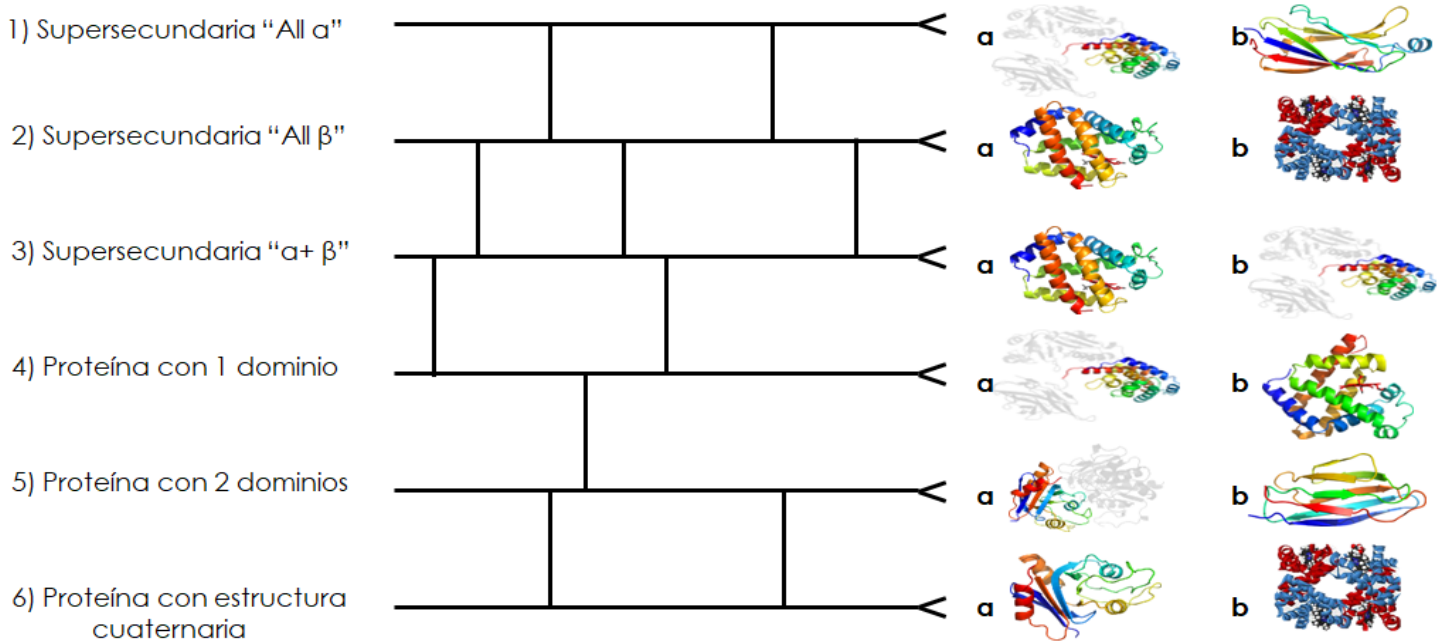 1) Supersecundaria “All a”
a b
2) Supersecundaria “All β”
a b
3) Supersecundaria “a+ β”
a b
4) Proteína con 1 dominio
a b
5) Proteína con 2 dominios
a b
6) Proteína con estructura
cuaternaria
a b